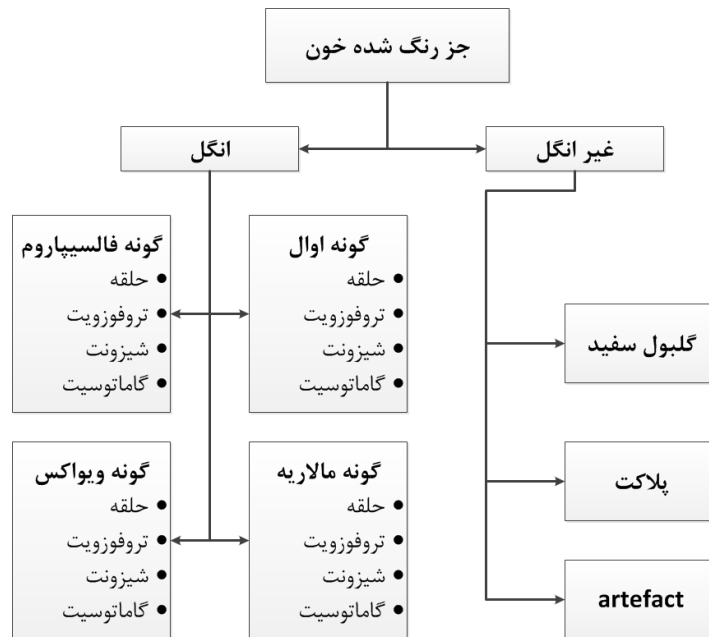 جز رنگ شده خون
غیر انگل
انگل
گونه اوال
• حلقه
• تروفوزویت
• شیزونت
• گاماتوسیت
گونه فالسیپاروم
• حلقه
• تروفوزویت
• شیزونت
• گاماتوسیت
گونه مالاریه
• حلقه
• تروفوزویت
• شیزونت
• گاماتوسیت
گونه ویواکس
• حلقه
• تروفوزویت
• شیزونت
• گاماتوسیت
گلبول سفید
پلاکت
artefact